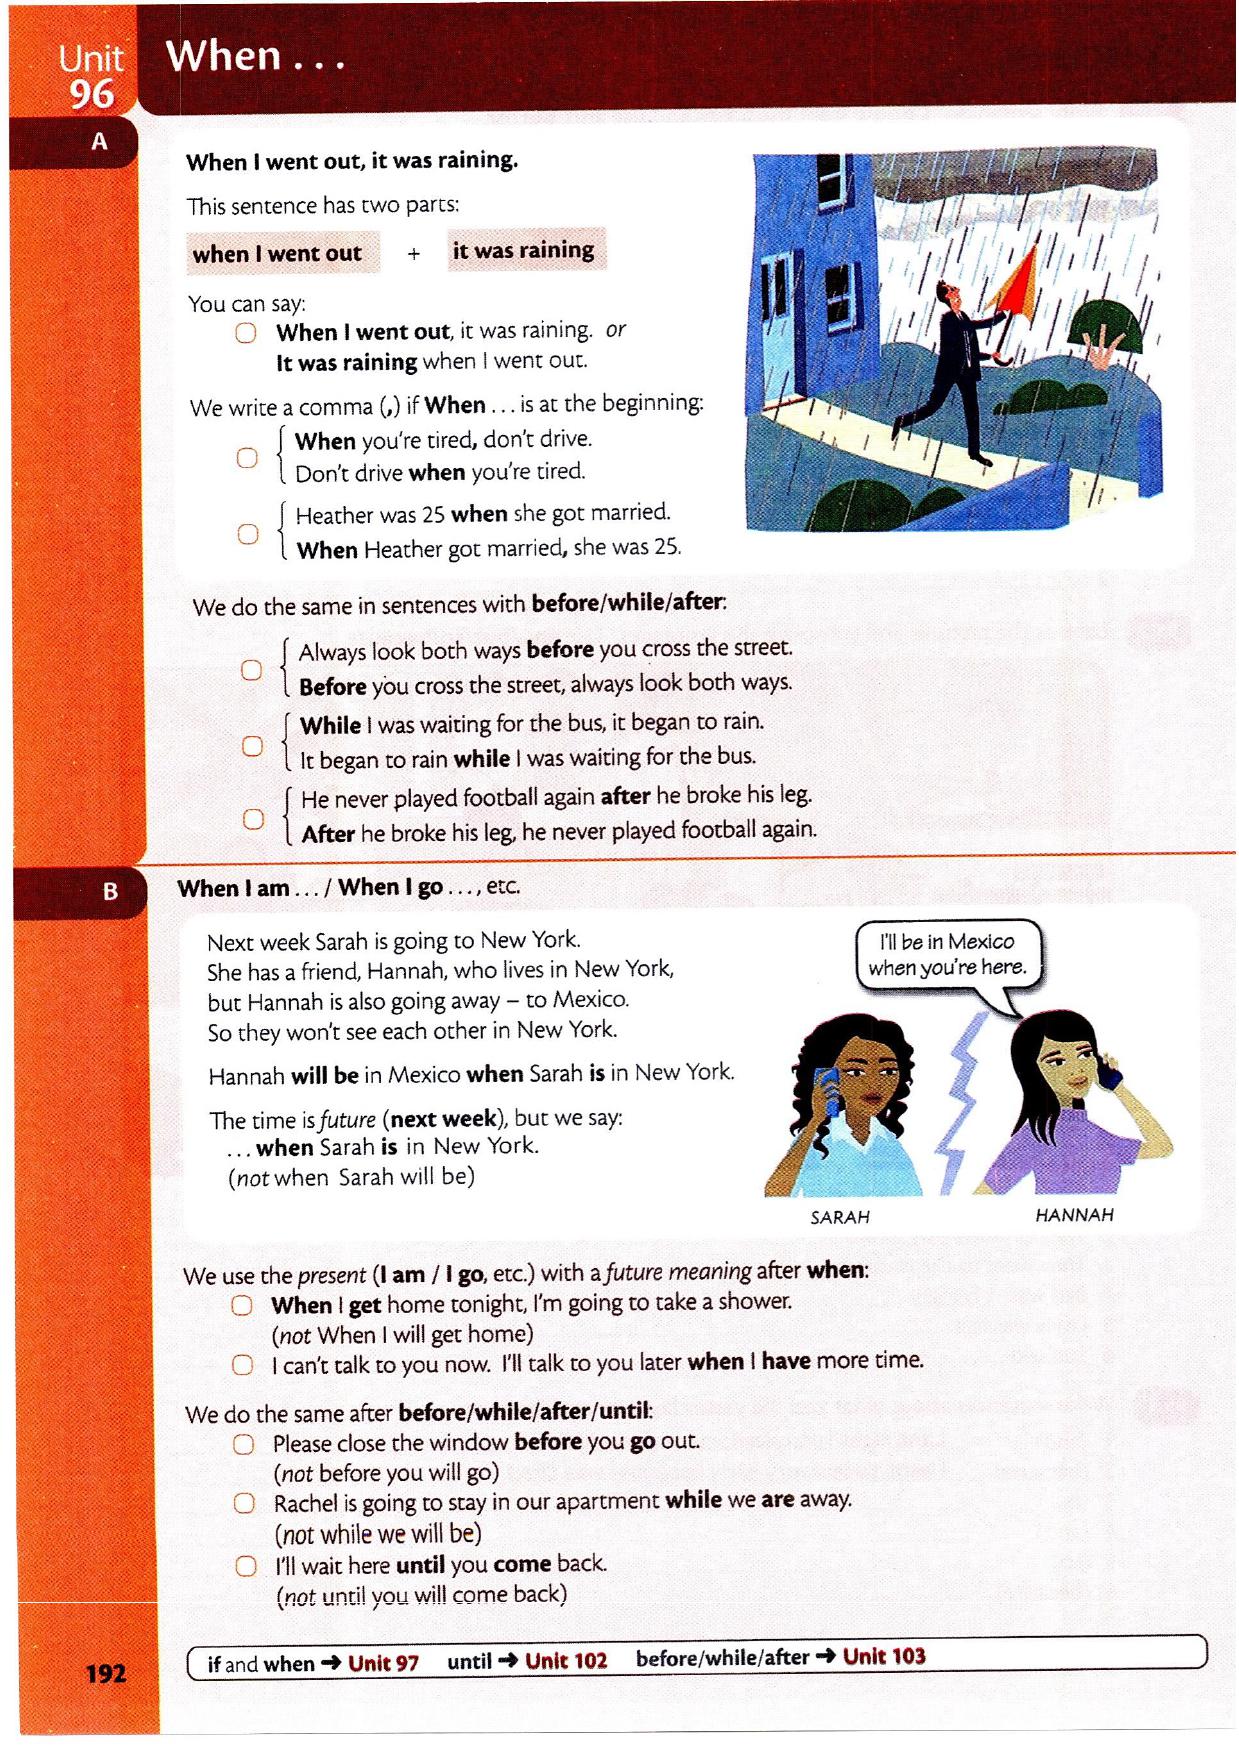 Unit
96
When . . .
A
When I went out, it was raining.
This sentence has two parts:
when I went out + it was raining
You can say:
When I went out, it was raining. or
It was raining when I went out.
We write a comma (,) if When . . . is at the beginning:
When you're tired, don't drive.
Don't drive when you're tired.
Heather was 25 when she got married.
When Heather got married, she was 25.
We do the same in sentences with before/while/after:
Always look both ways before you cross the street.
Before you cross the street, always look both ways.
While I was waiting for the bus, it began to rain.
It began to rain while I was waiting for the bus.
He never played football again after he broke his leg.
After he broke his leg, he never played football again.
B
When I am . . . / When I go . . . , etc.
Next week Sarah is going to New York.
She has a friend, Hannah, who lives in New York,
but Hannah is also going away – to Mexico.
So they won't see each other in New York.
Hannah will be in Mexico when Sarah is in New York.
The time is future (next week), but we say:
. . . when Sarah is in New York.
(not when Sarah will be)
I'll be in Mexico
when you're here.
SARAH
HANNAH
We use the present (I am / I go, etc.) with a future meaning after when:
When I get home tonight, I'm going to take a shower.
(not When I will get home)
I can't talk to you now. I'll talk to you later when I have more time.
We do the same after before/while/after/until:
Please close the window before you go out.
(not before you will go)
Rachel is going to stay in our apartment while we are away.
(not while we will be)
I'll wait here until you come back.
(not until you will come back)
192
if and when → Unit 97 until → Unit 102 before/while/after → Unit 103